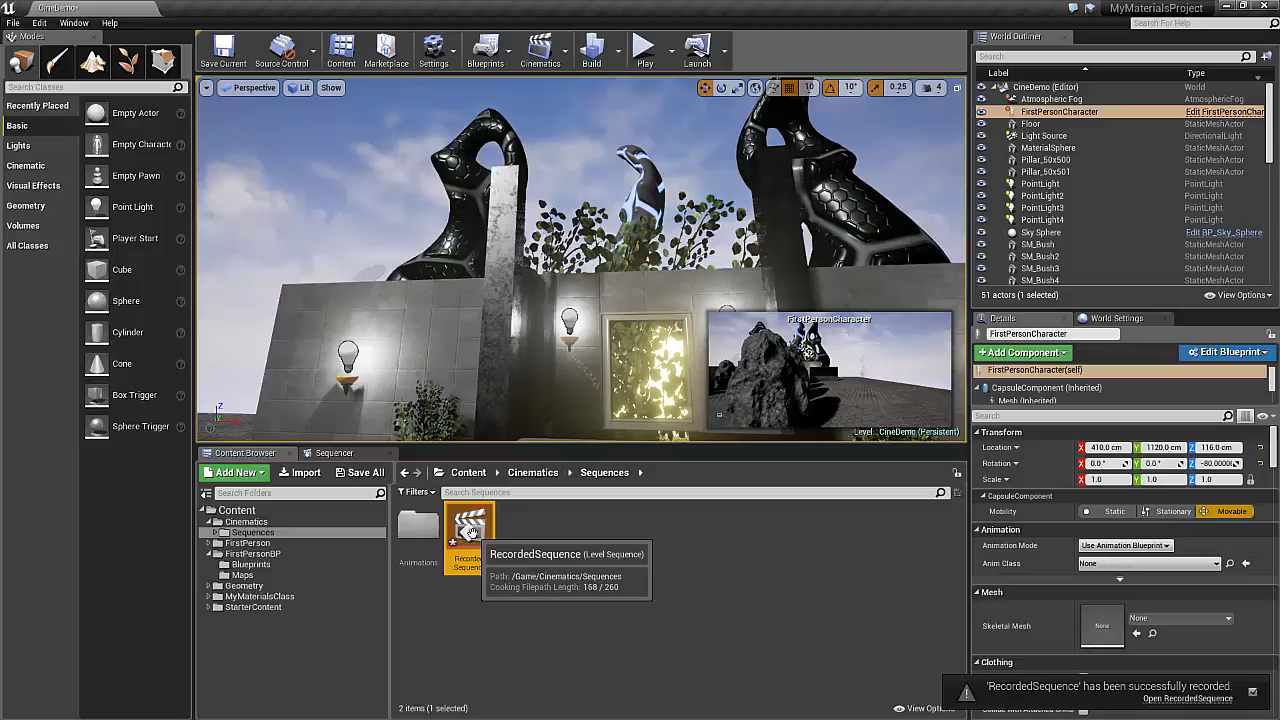 CineDemo*
MyMaterialsProject
File Edit Window Help
Search For Help
Modes
Search Classes
Recently Placed
Basic
Lights
Cinematic
Visual Effects
Geometry
Volumes
All Classes
Empty Actor
Empty Charact
Empty Pawn
Point Light
Player Start
Cube
Sphere
Cylinder
Cone
Box Trigger
Sphere Trigger
Save Current
Source Control
Content
Marketplace
Settings
Blueprints
Cinematics
Build
Play
Launch
Perspective
Lit
Show
10
10°
0.25
4
FirstPersonCharacter
Level: CineDemo (Persistent)
Content Browser
Sequencer
Add New
Import
Save All
Content
Cinematics
Sequences
Search Folders
Filters
Search Sequences
Content
Cinematics
Sequences
FirstPerson
FirstPersonBP
Blueprints
Maps
Geometry
MyMaterialsClass
StarterContent
Animations
RecordedSequence (Level Sequence)
Path: /Game/Cinematics/Sequences
Cooking Filepath Length: 168 / 260
2 items (1 selected)
View Options
World Outliner
Search
Label Type
CineDemo (Editor) World
Atmospheric Fog AtmosphericFog
FirstPersonCharacter Edit FirstPersonChar
Floor StaticMeshActor
Light Source DirectionalLight
MaterialSphere StaticMeshActor
Pillar_50x500 StaticMeshActor
Pillar_50x501 StaticMeshActor
PointLight PointLight
PointLight2 PointLight
PointLight3 PointLight
PointLight4 PointLight
Sky Sphere Edit BP_Sky_Sphere
SM_Bush StaticMeshActor
SM_Bush2 StaticMeshActor
SM_Bush3 StaticMeshActor
SM_Bush4 StaticMeshActor
51 actors (1 selected)
View Options
Details
World Settings
FirstPersonCharacter
+Add Component
Edit Blueprint
FirstPersonCharacter(self)
CapsuleComponent (Inherited)
Mesh (Inherited)
Search
Transform
Location X 410.0 cm Y 1120.0 cm Z 116.0 cm
Rotation X 0.0 ° Y 0.0 ° Z -80.0000
Scale X 1.0 Y 1.0 Z 1.0
CapsuleComponent
Mobility Static Stationary Movable
Animation
Animation Mode Use Animation Blueprint
Anim Class None
Mesh
Skeletal Mesh None None
Clothing
'RecordedSequence' has been successfully recorded.
Open RecordedSequence